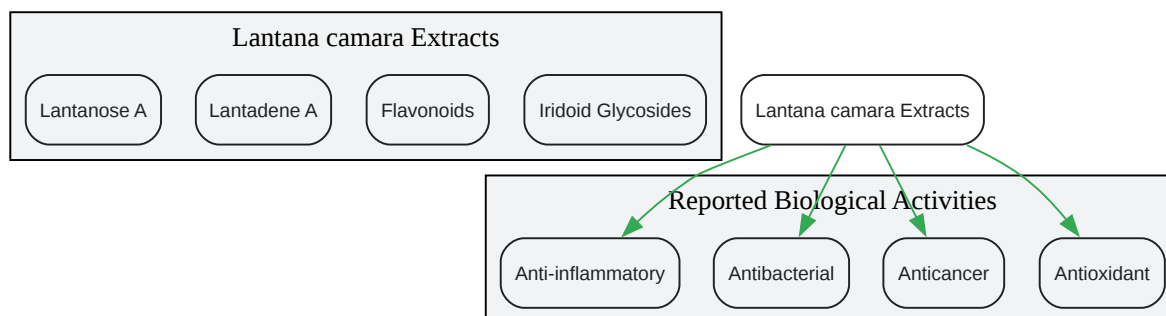 Lantana camara Extracts
Lantanose A
Lantadene A
Flavonoids
Iridoid Glycosides
Lantana camara Extracts
Reported Biological Activities
Anti-inflammatory
Antibacterial
Anticancer
Antioxidant